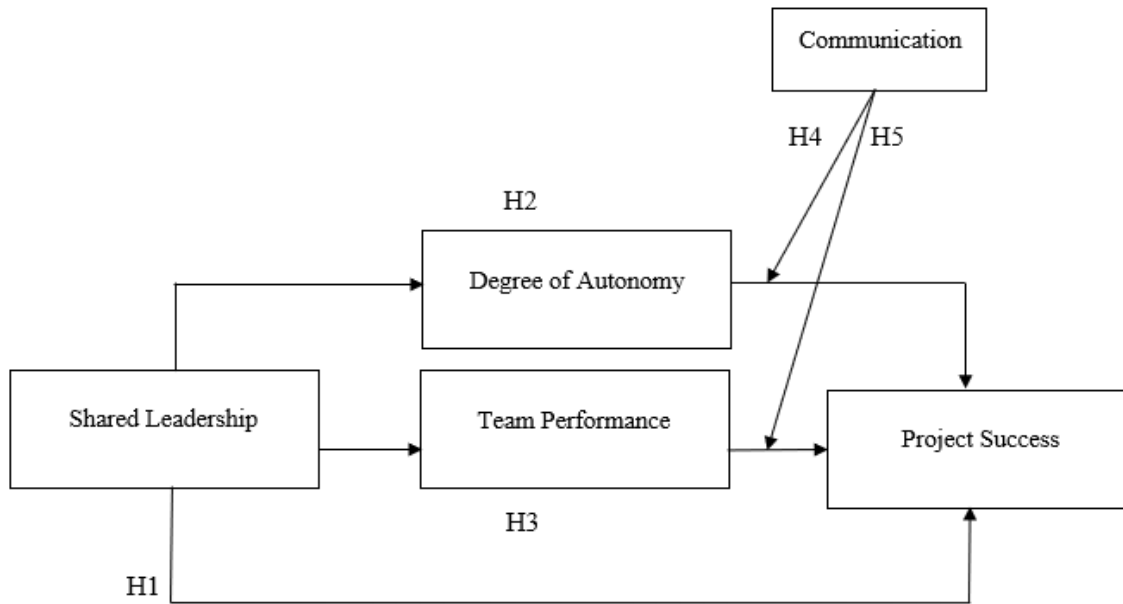 Communication
H4
H5
H2
Degree of Autonomy
Shared Leadership
Team Performance
Project Success
H3
H1